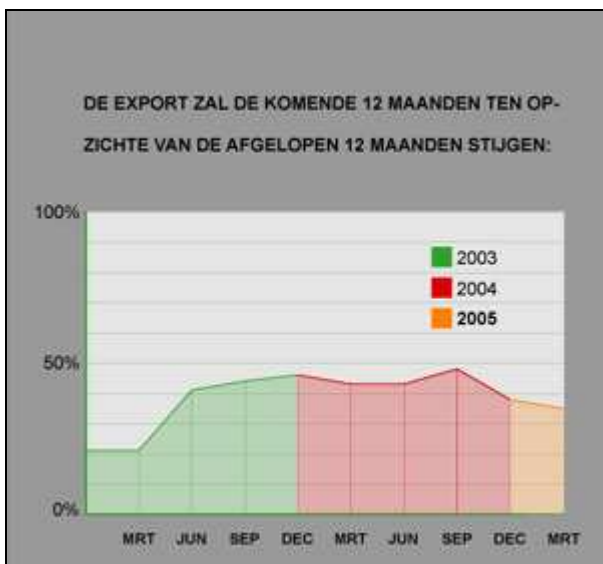 DE EXPORT ZAL DE KOMENDE 12 MAANDEN TEN OP-
ZICHTE VAN DE AFGELOPEN 12 MAANDEN STIJGEN:
100%
2003
2004
2005
50%
0%
MRT JUN SEP DEC MRT JUN SEP DEC MRT